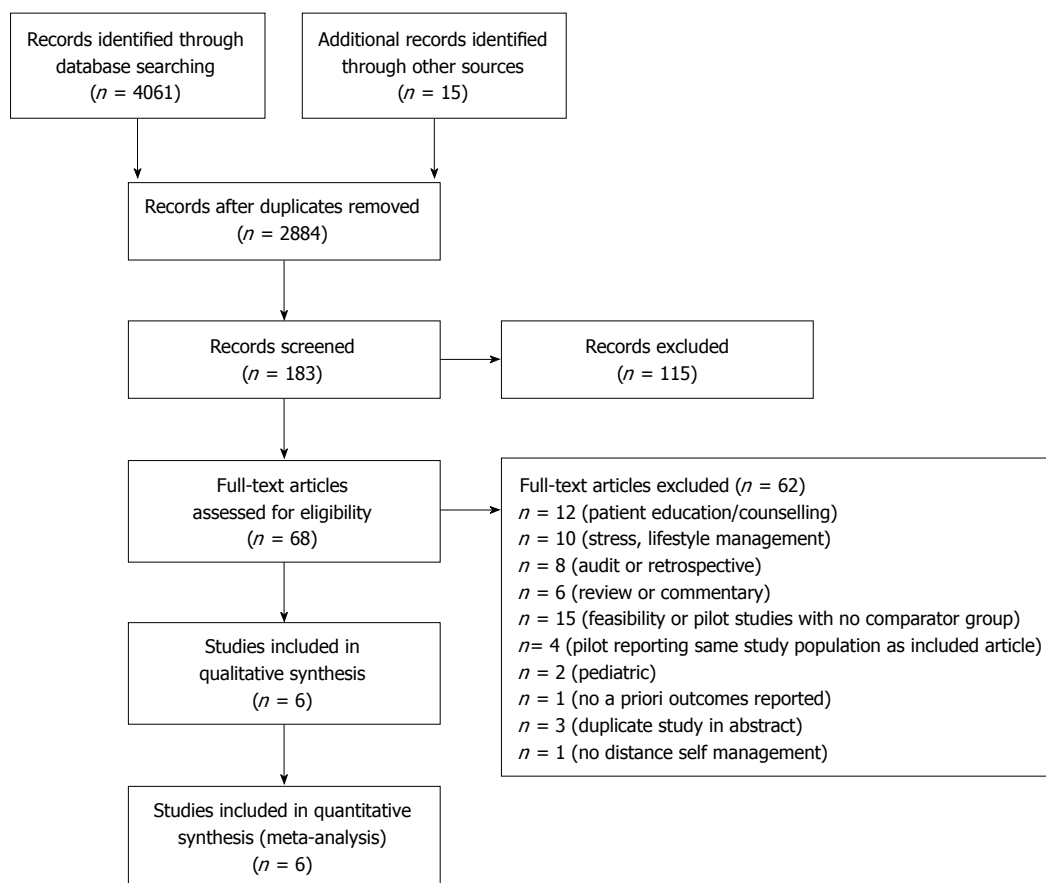 Records identified through
database searching
(n = 4061)
Additional records identified
through other sources
(n = 15)
Records after duplicates removed
(n = 2884)
Records screened
(n = 183)
Records excluded
(n = 115)
Full-text articles
assessed for eligibility
(n = 68)
Full-text articles excluded (n = 62)
n = 12 (patient education/counselling)
n = 10 (stress, lifestyle management)
n = 8 (audit or retrospective)
n = 6 (review or commentary)
n = 15 (feasibility or pilot studies with no comparator group)
n= 4 (pilot reporting same study population as included article)
n = 2 (pediatric)
n = 1 (no a priori outcomes reported)
n = 3 (duplicate study in abstract)
n = 1 (no distance self management)
Studies included in
qualitative synthesis
(n = 6)
Studies included in quantitative
synthesis (meta-analysis)
(n = 6)